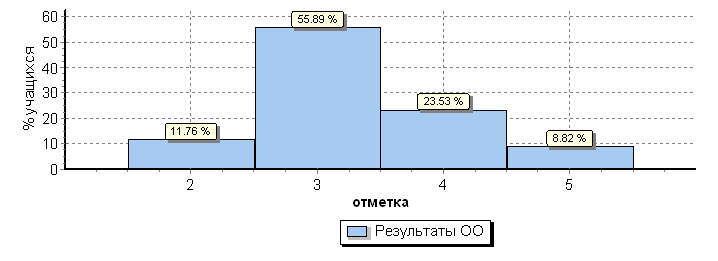 % учащихся
60
50
40
30
20
10
0
11.76 %
55.89 %
23.53 %
8.82 %
2 3 4 5
отметка
Результаты ОО